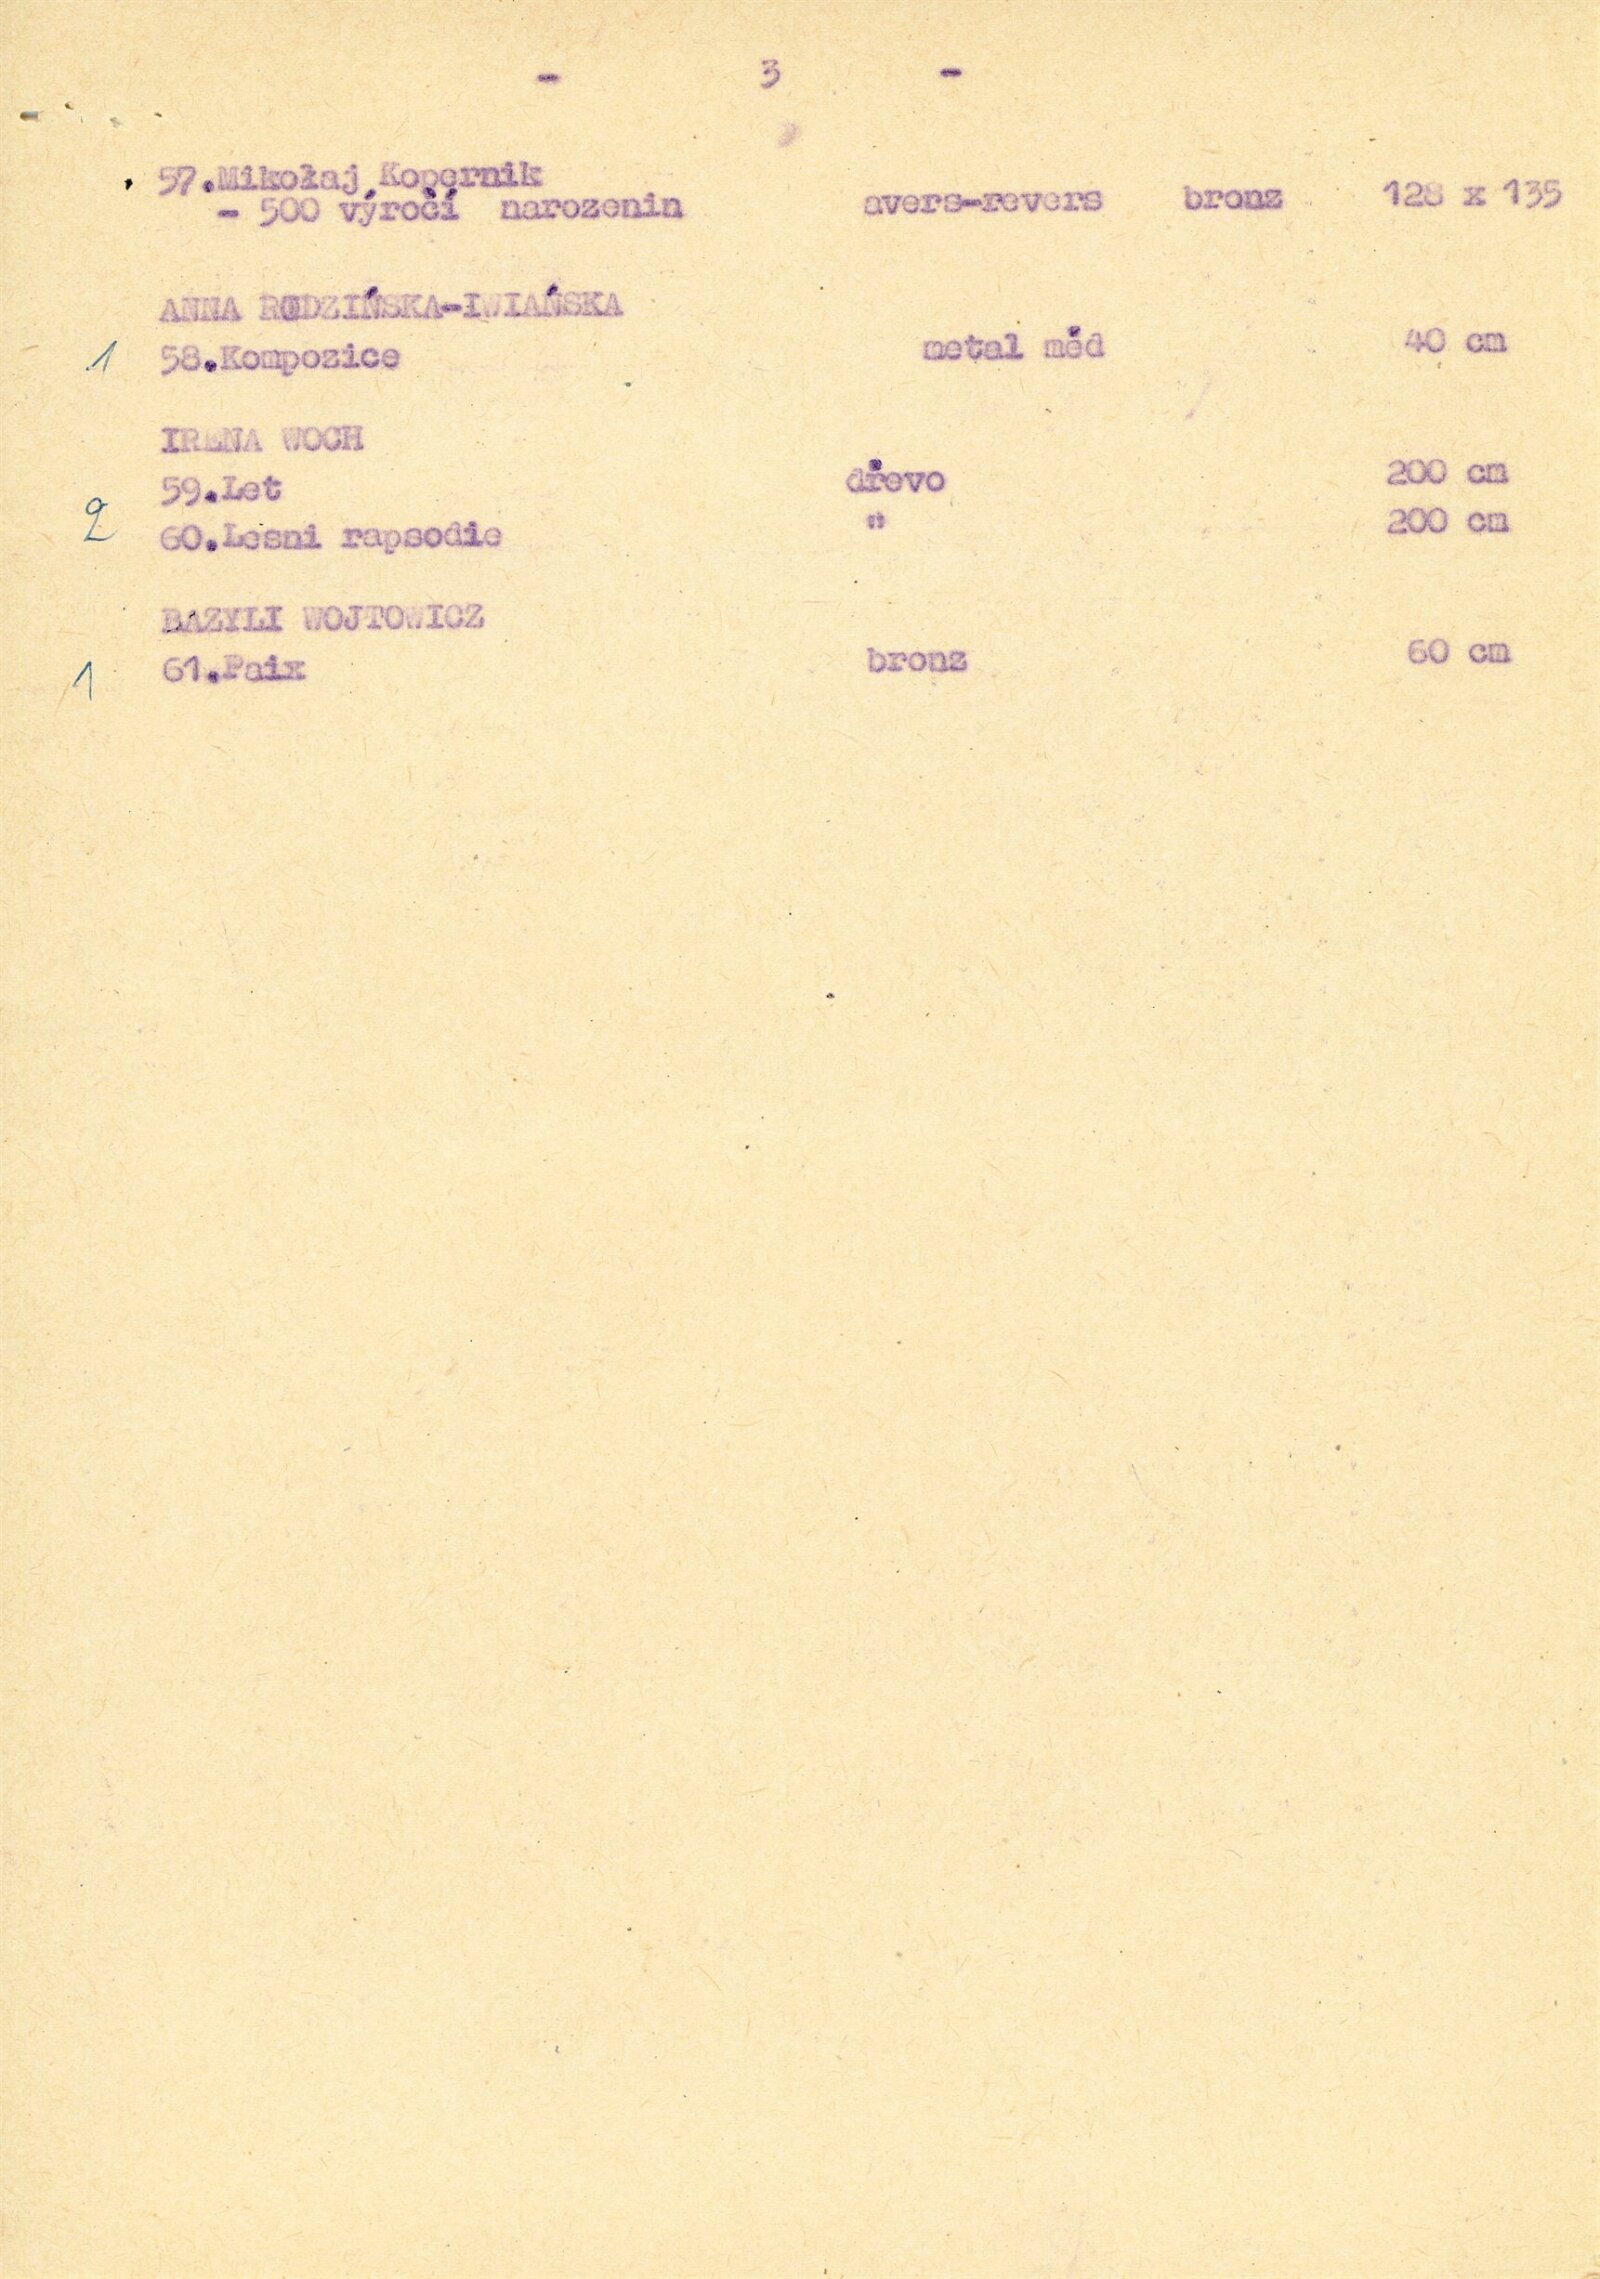 - 3 -
57.Mikołaj Kopernik
- 500 výročí narozenin avers-revers bronz 128 x 135
ANNA RODZIŃSKA-IWIAŃSKA
1 58.Kompozice metal měd 40 cm
IRENA WOCH
59.Let dřevo 200 cm
2 60.Lesni rapsodie " 200 cm
BAZYLI WOJTOWICZ
1 61.Paix bronz 60 cm